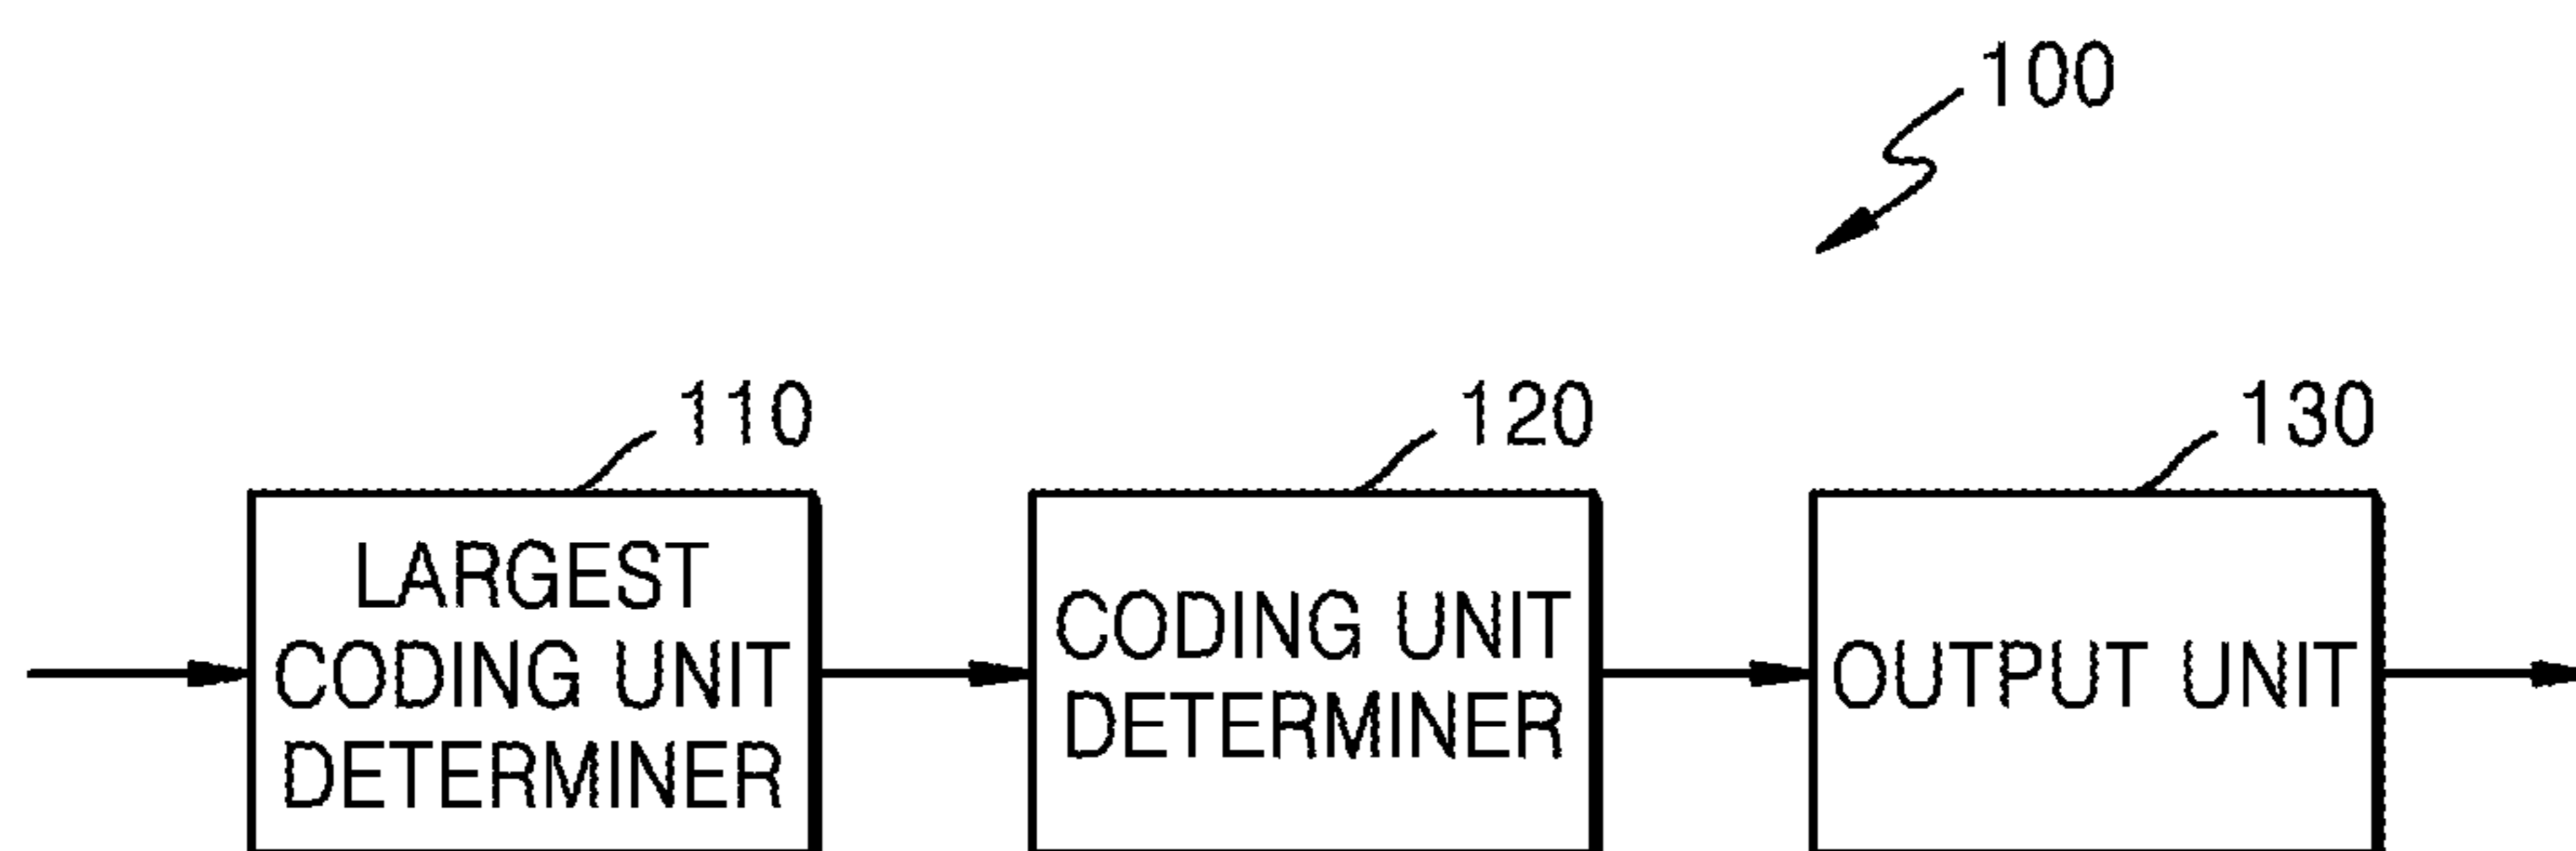 100
110
120
130
LARGEST
CODING UNIT
DETERMINER
CODING UNIT
DETERMINER
OUTPUT UNIT